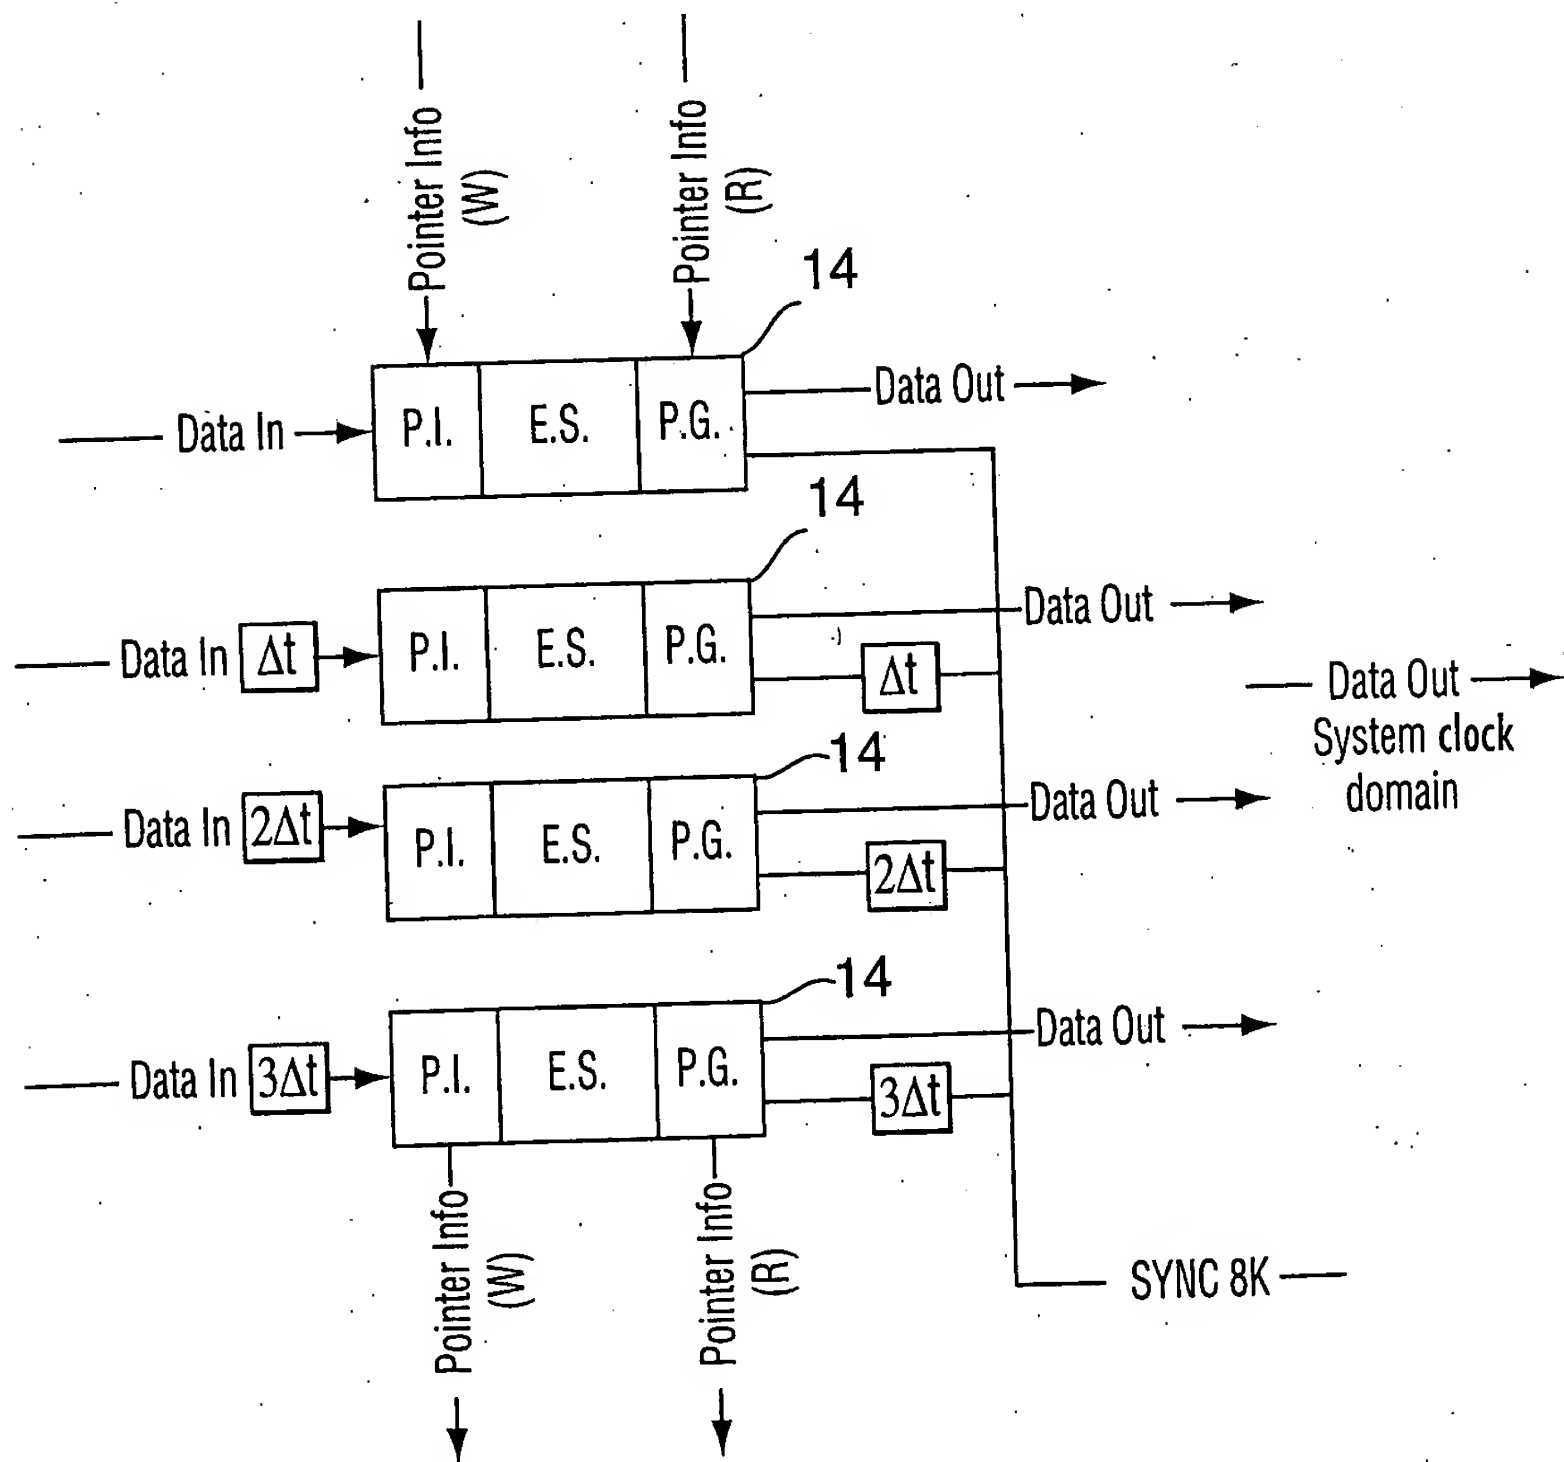 Pointer Info
(W)
Pointer Info
(R)
14
Data In
P.I.
E.S.
P.G.
Data Out
14
Data In
Δt
P.I.
E.S.
P.G.
Data Out
Δt
Data Out
System clock
domain
14
Data In
2Δt
P.I.
E.S.
P.G.
Data Out
2Δt
14
Data In
3Δt
P.I.
E.S.
P.G.
Data Out
3Δt
Pointer Info
(W)
Pointer Info
(R)
SYNC 8K